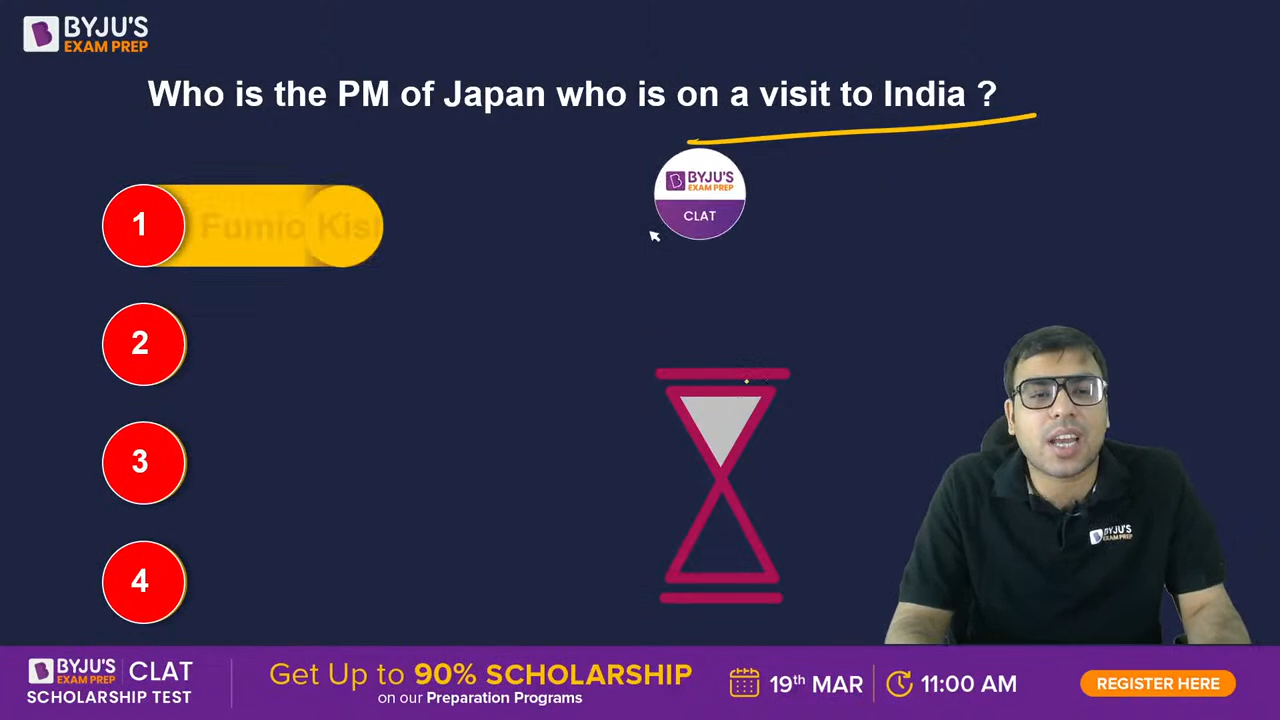 BYJU'S
EXAM PREP
Who is the PM of Japan who is on a visit to India ?
BYJU'S
EXAM PREP
CLAT
1
Fumio
2
3
4
BYJU'S
EXAM PREP
BYJU'S
EXAM PREP
CLAT
SCHOLARSHIP TEST
Get Up to 90% SCHOLARSHIP
on our Preparation Programs
19th MAR
11:00 AM
REGISTER HERE